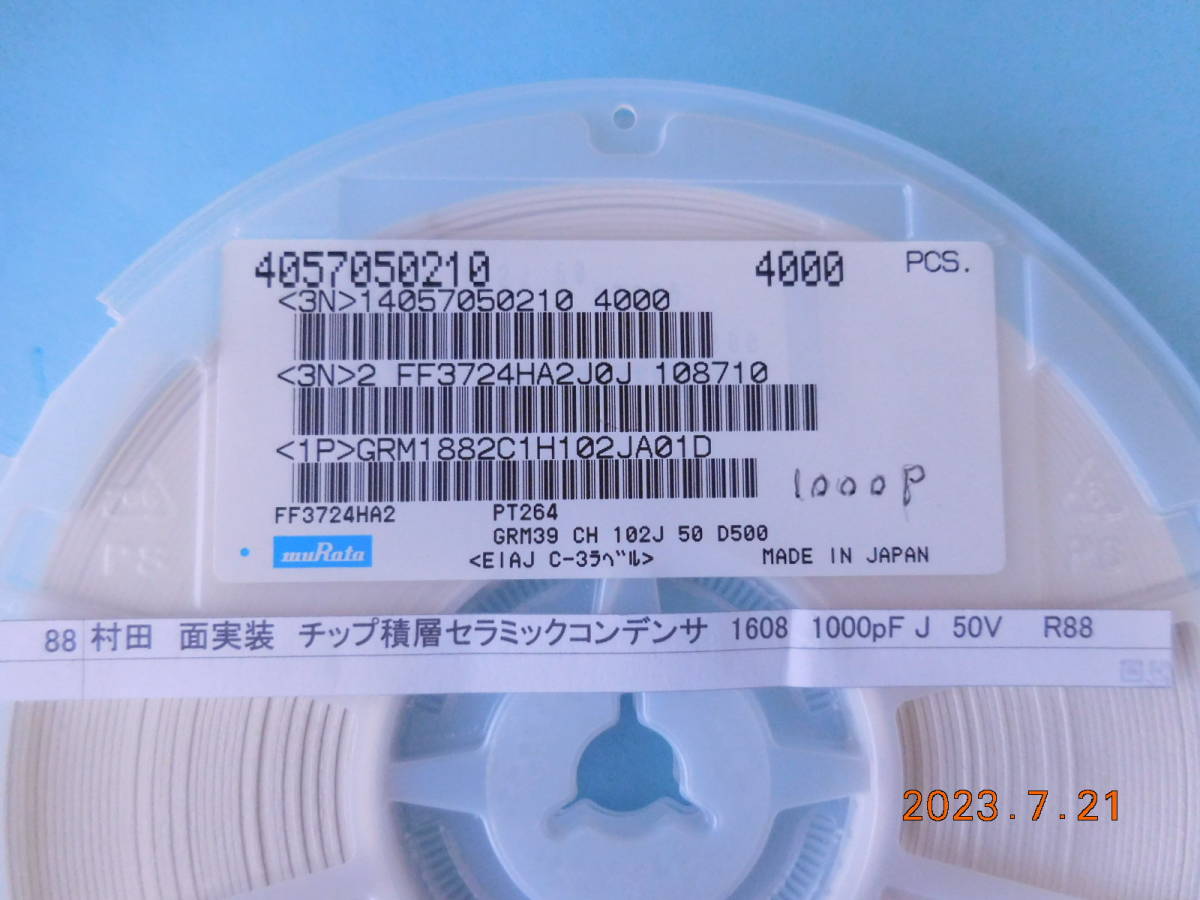 4057050210 4000 PCS.
<3N>14057050210 4000
<3N>2 FF3724HA2J0J 108710
<1P>GRM1882C1H102JA01D
1000P
FF3724HA2 PT264
GRM39 CH 102J 50 D500
muRata <EIAJ C-3ﾗﾍﾞﾙ> MADE IN JAPAN
88 村田 面実装 チップ積層セラミックコンデンサ 1608 1000pF J 50V R88
2023.7.21